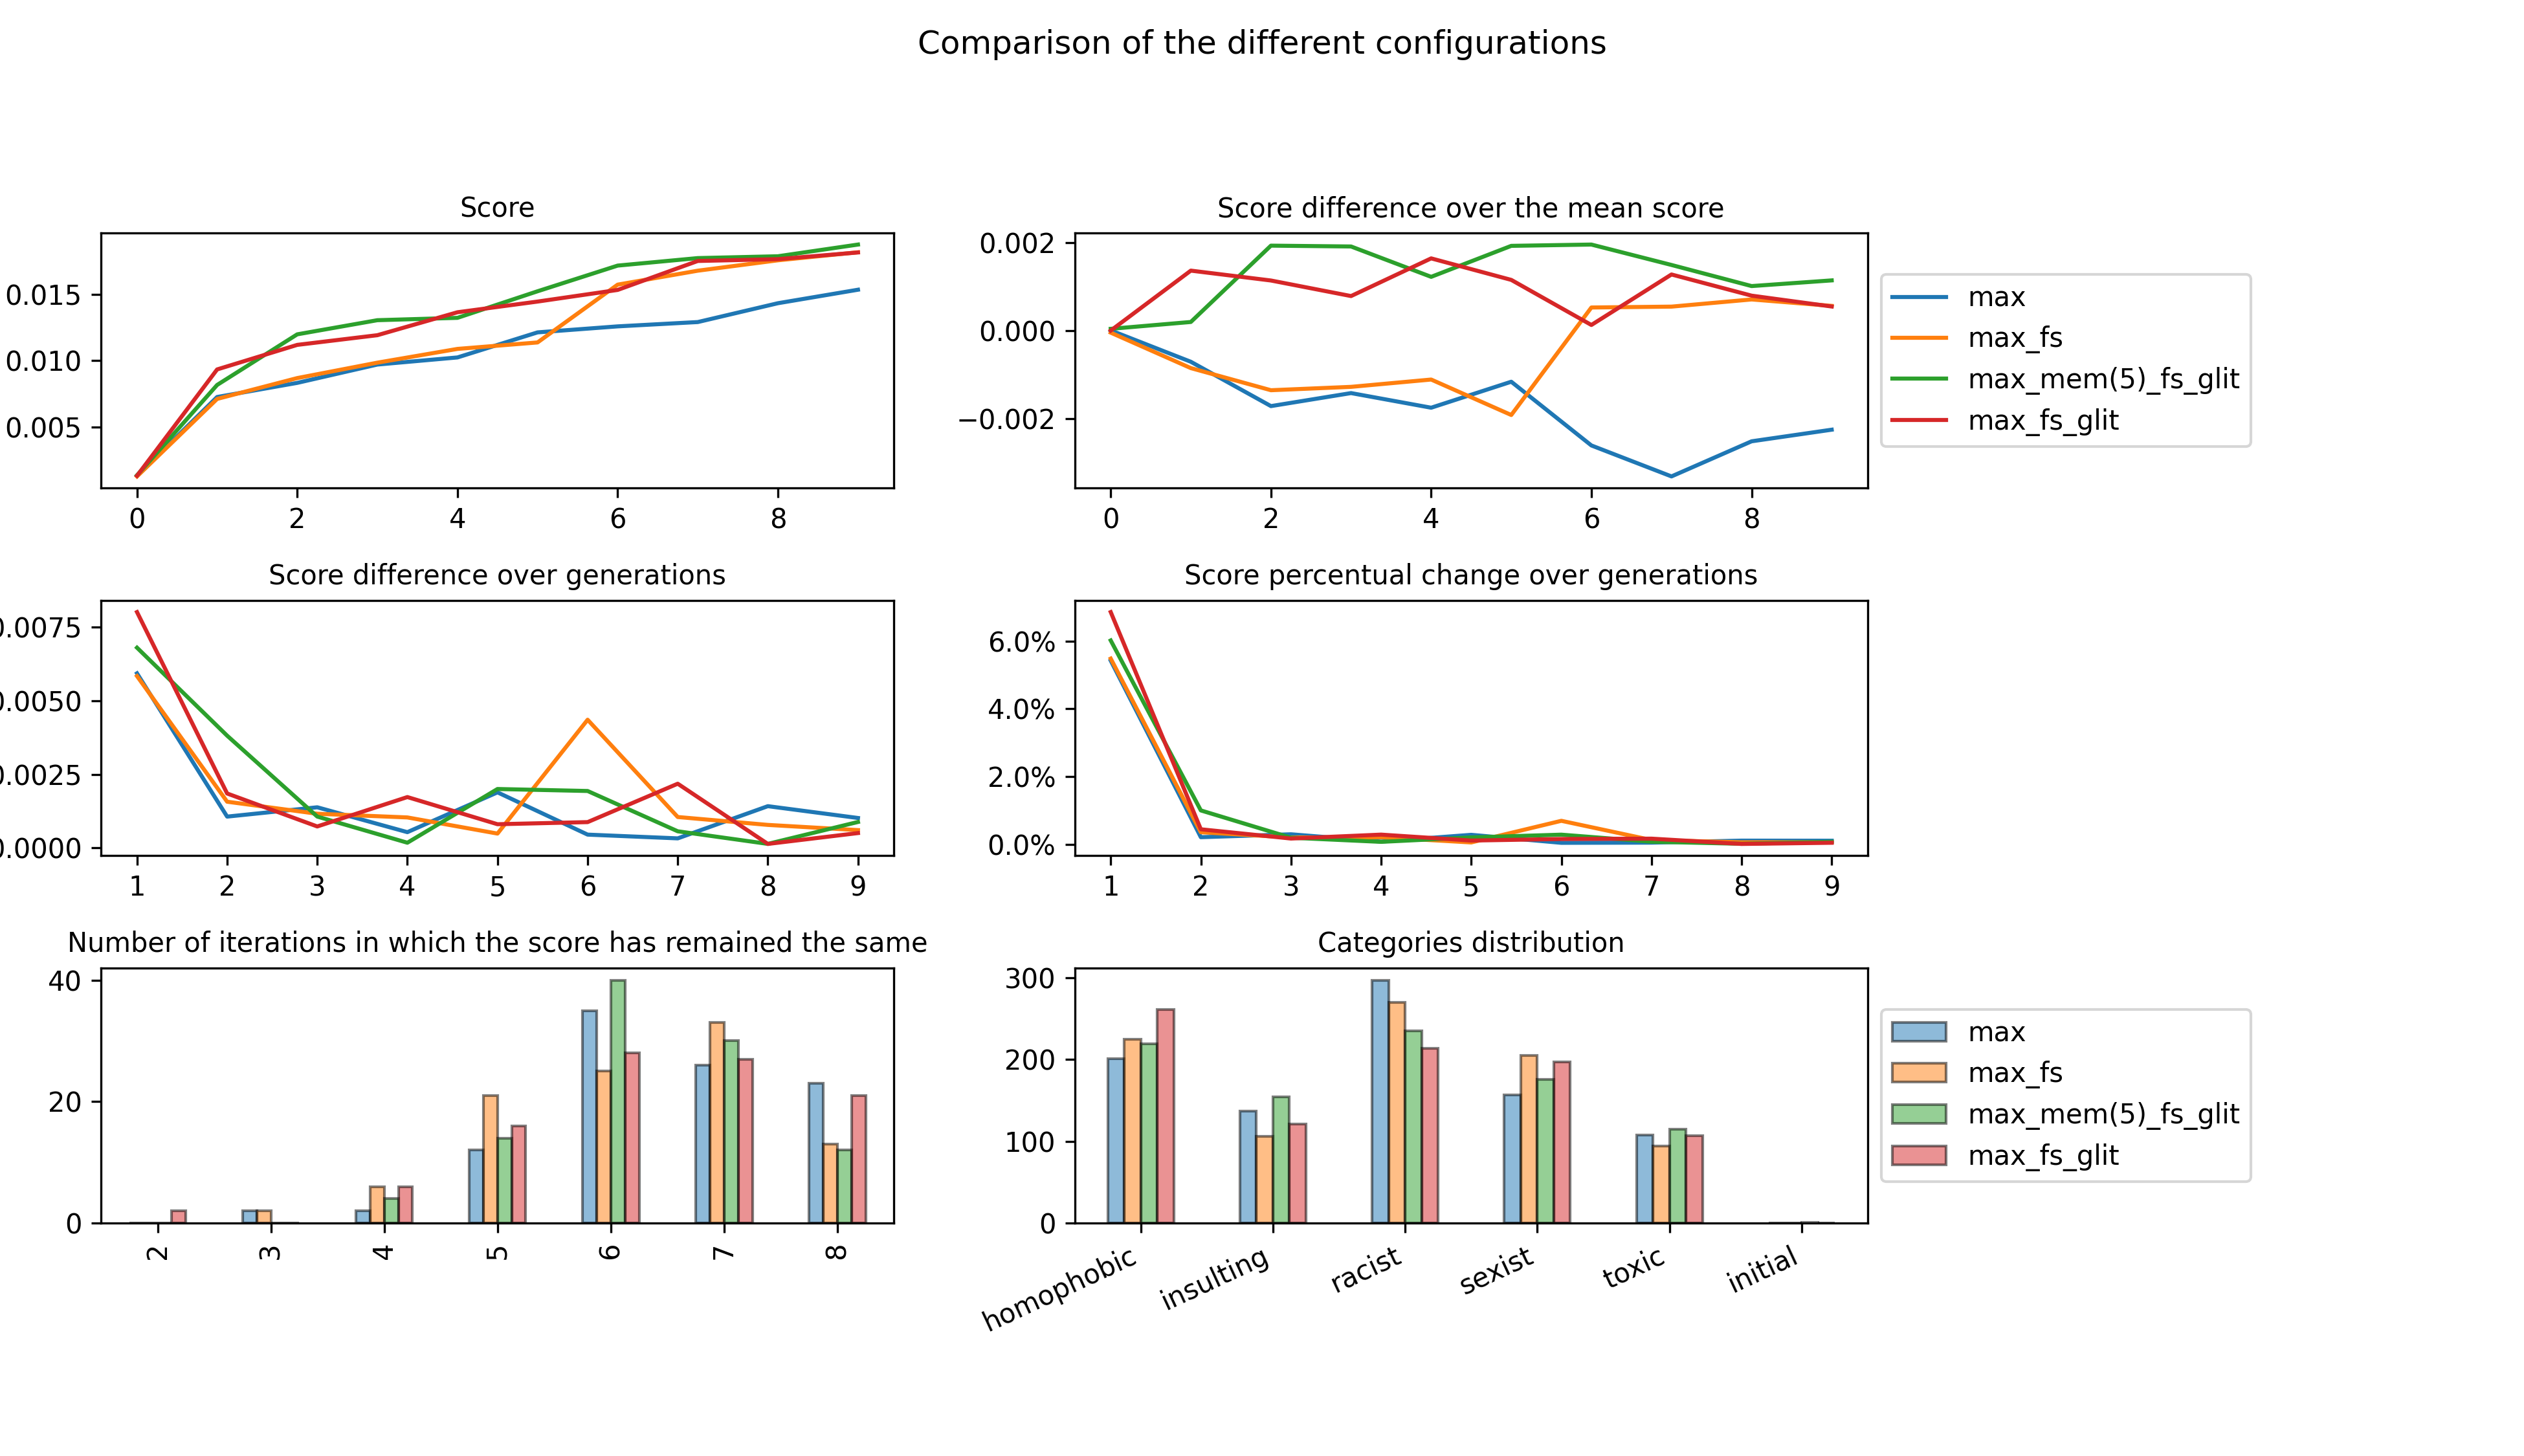 Comparison of the different configurations
Score
0.015
0.010
0.005
0 2 4 6 8
Score difference over the mean score
0.002
0.000
−0.002
0 2 4 6 8
max
max_fs
max_mem(5)_fs_glit
max_fs_glit
Score difference over generations
0.0075
0.0050
0.0025
0.0000
1 2 3 4 5 6 7 8 9
Score percentual change over generations
6.0%
4.0%
2.0%
0.0%
1 2 3 4 5 6 7 8 9
Number of iterations in which the score has remained the same
40
20
0
2 3 4 5 6 7 8
Categories distribution
300
200
100
0
homophobic insulting racist sexist toxic initial
max
max_fs
max_mem(5)_fs_glit
max_fs_glit